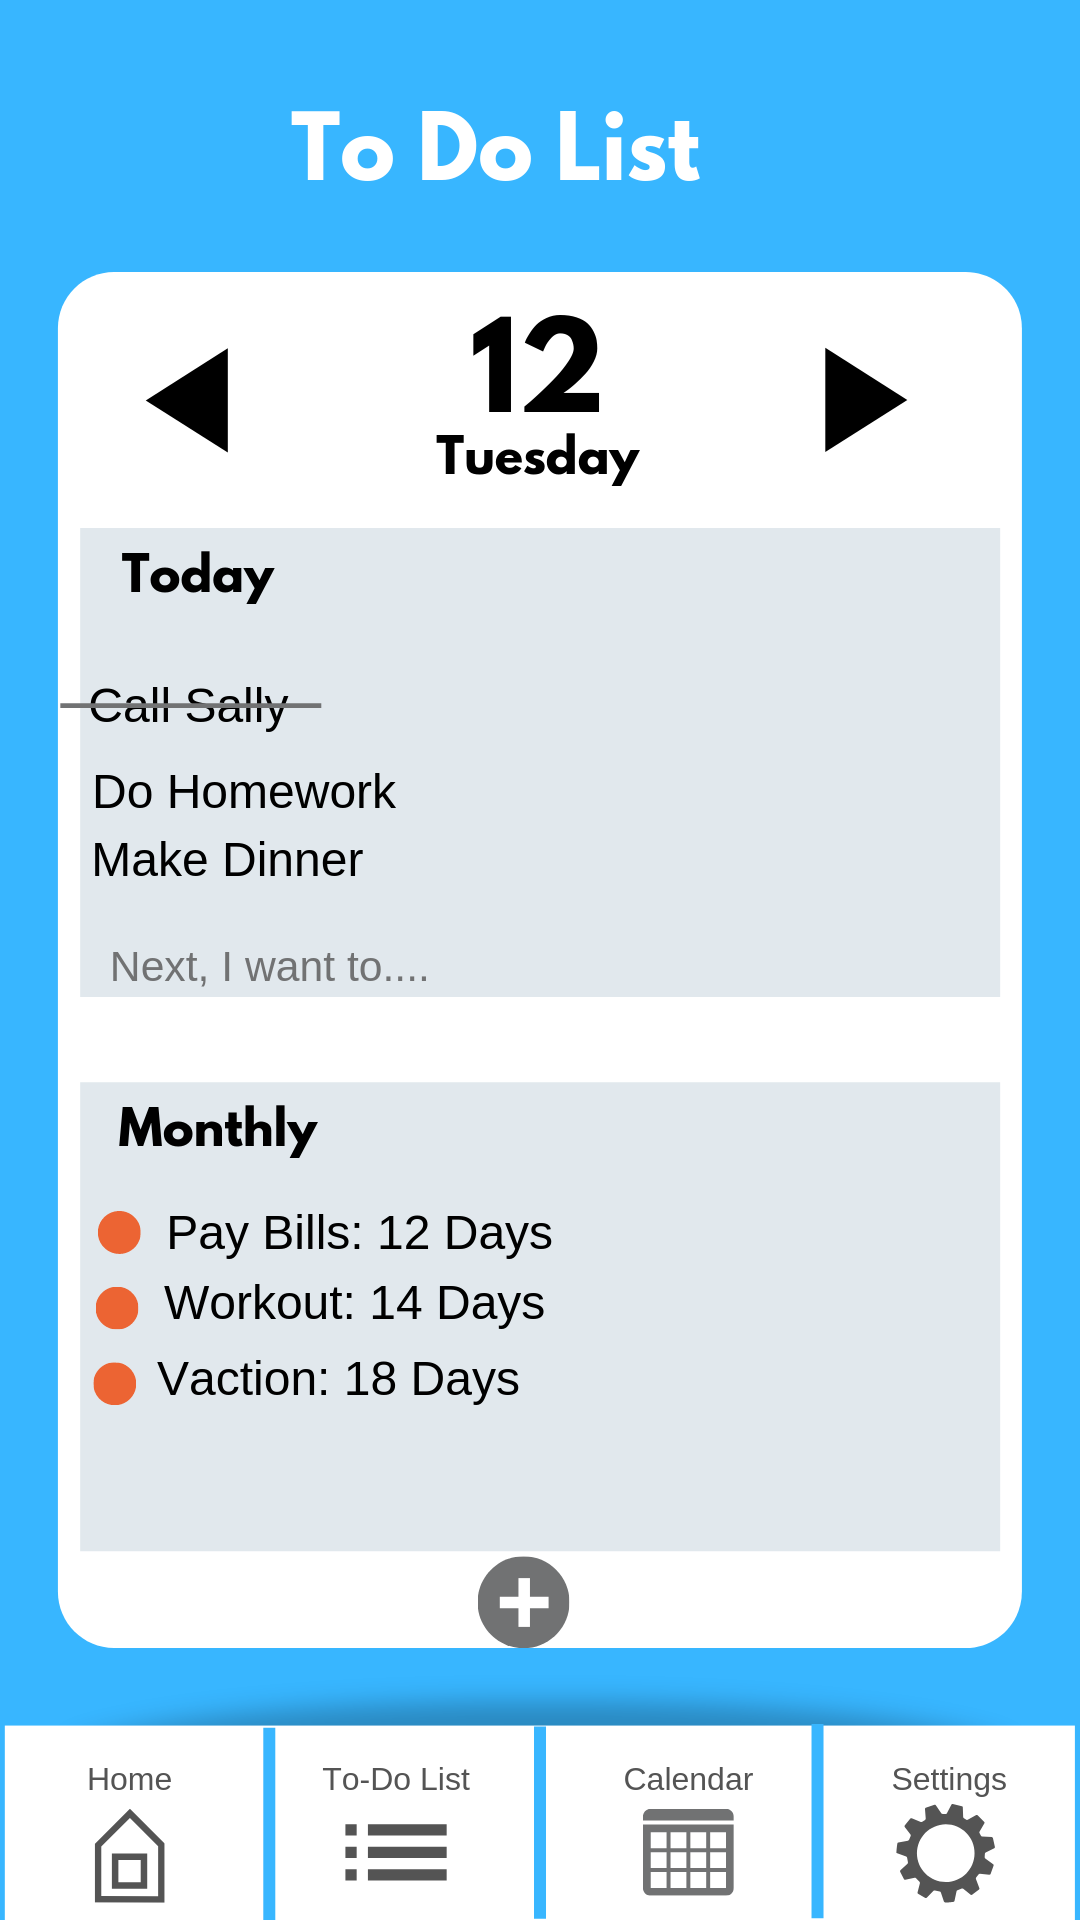 To Do List
12
Tuesday
Today
Call Sally
Do Homework
Make Dinner
Next, I want to....
Monthly
Pay Bills: 12 Days
Workout: 14 Days
Vaction: 18 Days
Home
To-Do List
Calendar
Settings